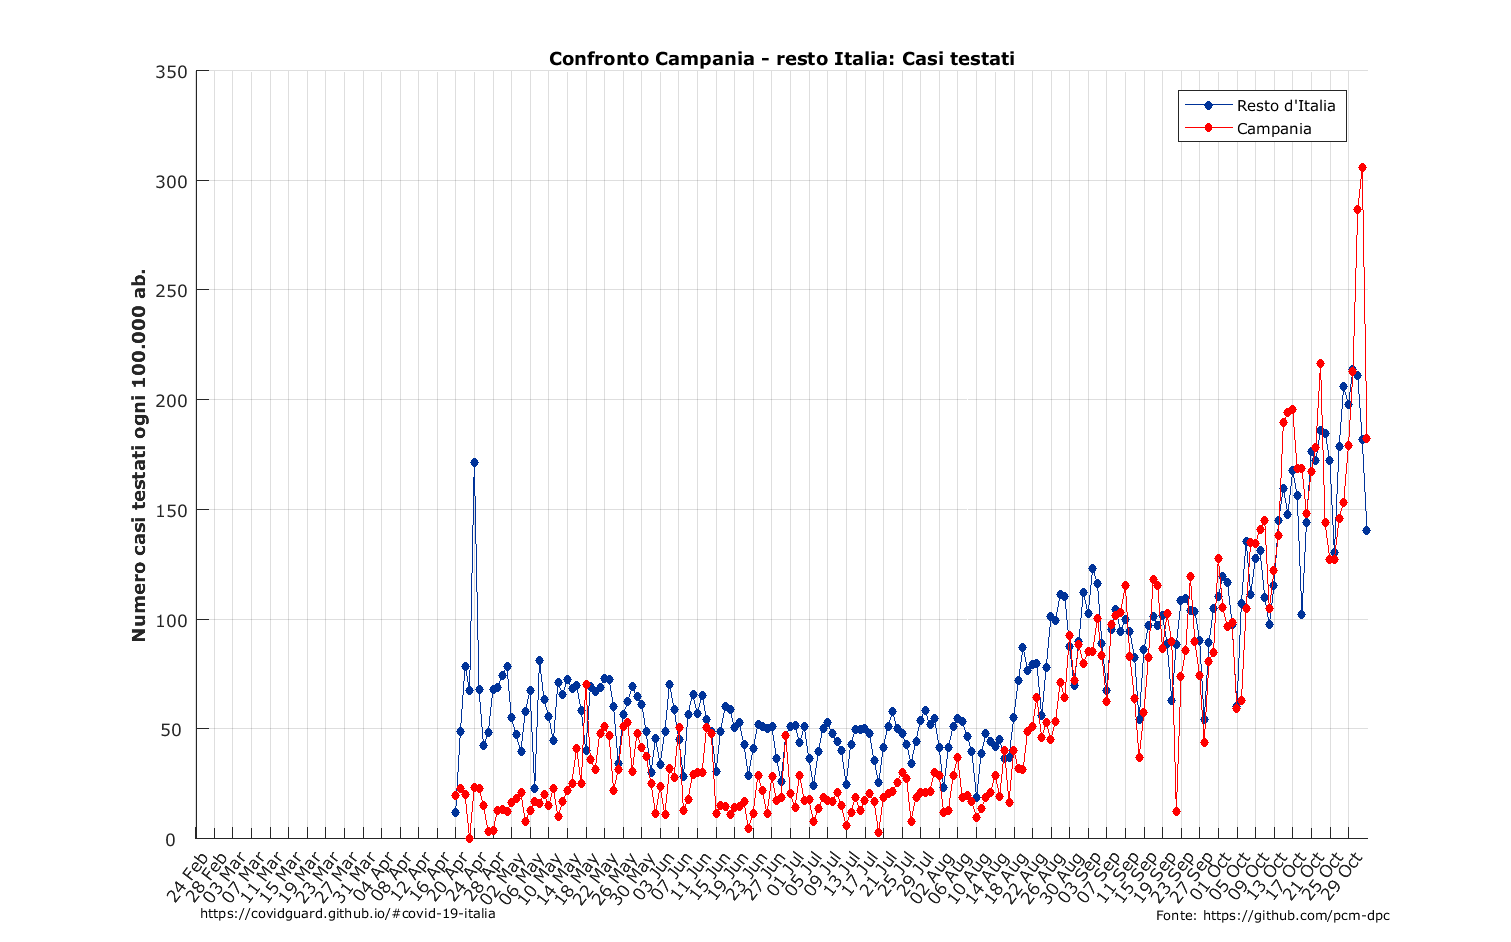 Confronto Campania - resto Italia: Casi testati
350
300
250
200
150
100
50
0
Numero casi testati ogni 100.000 ab.
Resto d'Italia
Campania
24 Feb
28 Feb
03 Mar
07 Mar
11 Mar
15 Mar
19 Mar
23 Mar
27 Mar
31 Mar
04 Apr
08 Apr
12 Apr
16 Apr
20 Apr
24 Apr
28 Apr
02 May
06 May
10 May
14 May
18 May
22 May
26 May
30 May
03 Jun
07 Jun
11 Jun
15 Jun
19 Jun
23 Jun
27 Jun
01 Jul
05 Jul
09 Jul
13 Jul
17 Jul
21 Jul
25 Jul
29 Jul
02 Aug
06 Aug
10 Aug
14 Aug
18 Aug
22 Aug
26 Aug
30 Aug
03 Sep
07 Sep
11 Sep
15 Sep
19 Sep
23 Sep
27 Sep
01 Oct
05 Oct
09 Oct
13 Oct
17 Oct
21 Oct
25 Oct
29 Oct
https://covidguard.github.io/#covid-19-italia
Fonte: https://github.com/pcm-dpc